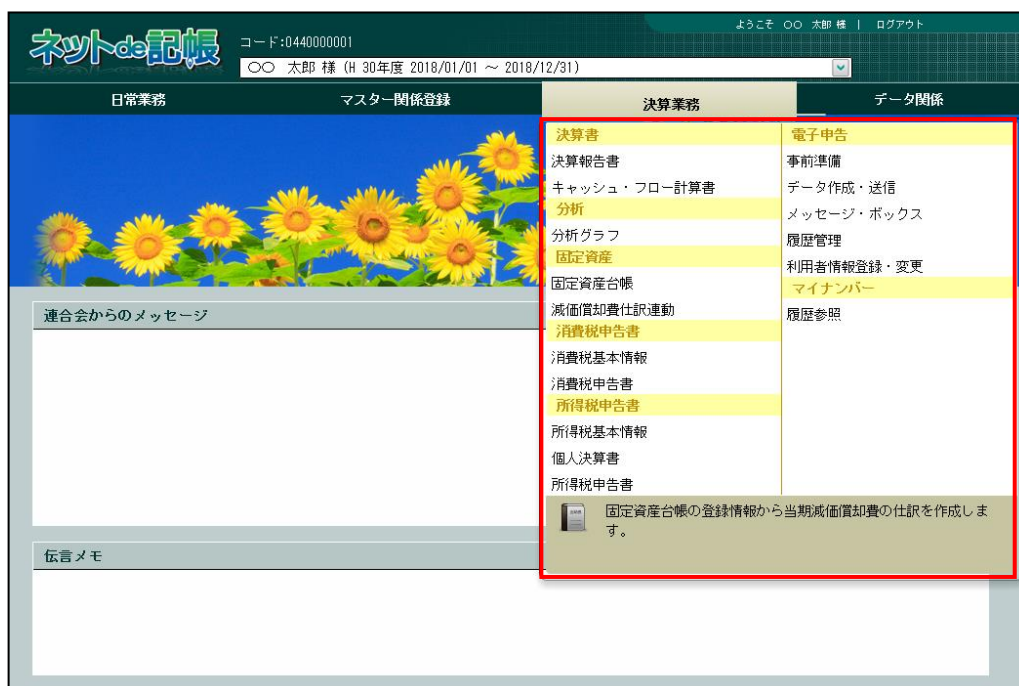 ようこそ 〇〇 太郎 様 | ログアウト
ネットde記帳
コード:0440000001
〇〇 太郎 様 (H 30年度 2018/01/01 ～ 2018/12/31)
日常業務 マスター関係登録 決算業務 データ関係
決算書
決算報告書
キャッシュ・フロー計算書
分析
分析グラフ
固定資産
固定資産台帳
減価償却費仕訳連動
消費税申告書
消費税基本情報
消費税申告書
所得税申告書
所得税基本情報
個人決算書
所得税申告書
電子申告
事前準備
データ作成・送信
メッセージ・ボックス
履歴管理
利用者情報登録・変更
マイナンバー
履歴参照
固定資産台帳の登録情報から当期減価償却費の仕訳を作成しま
す。
連合会からのメッセージ
伝言メモ